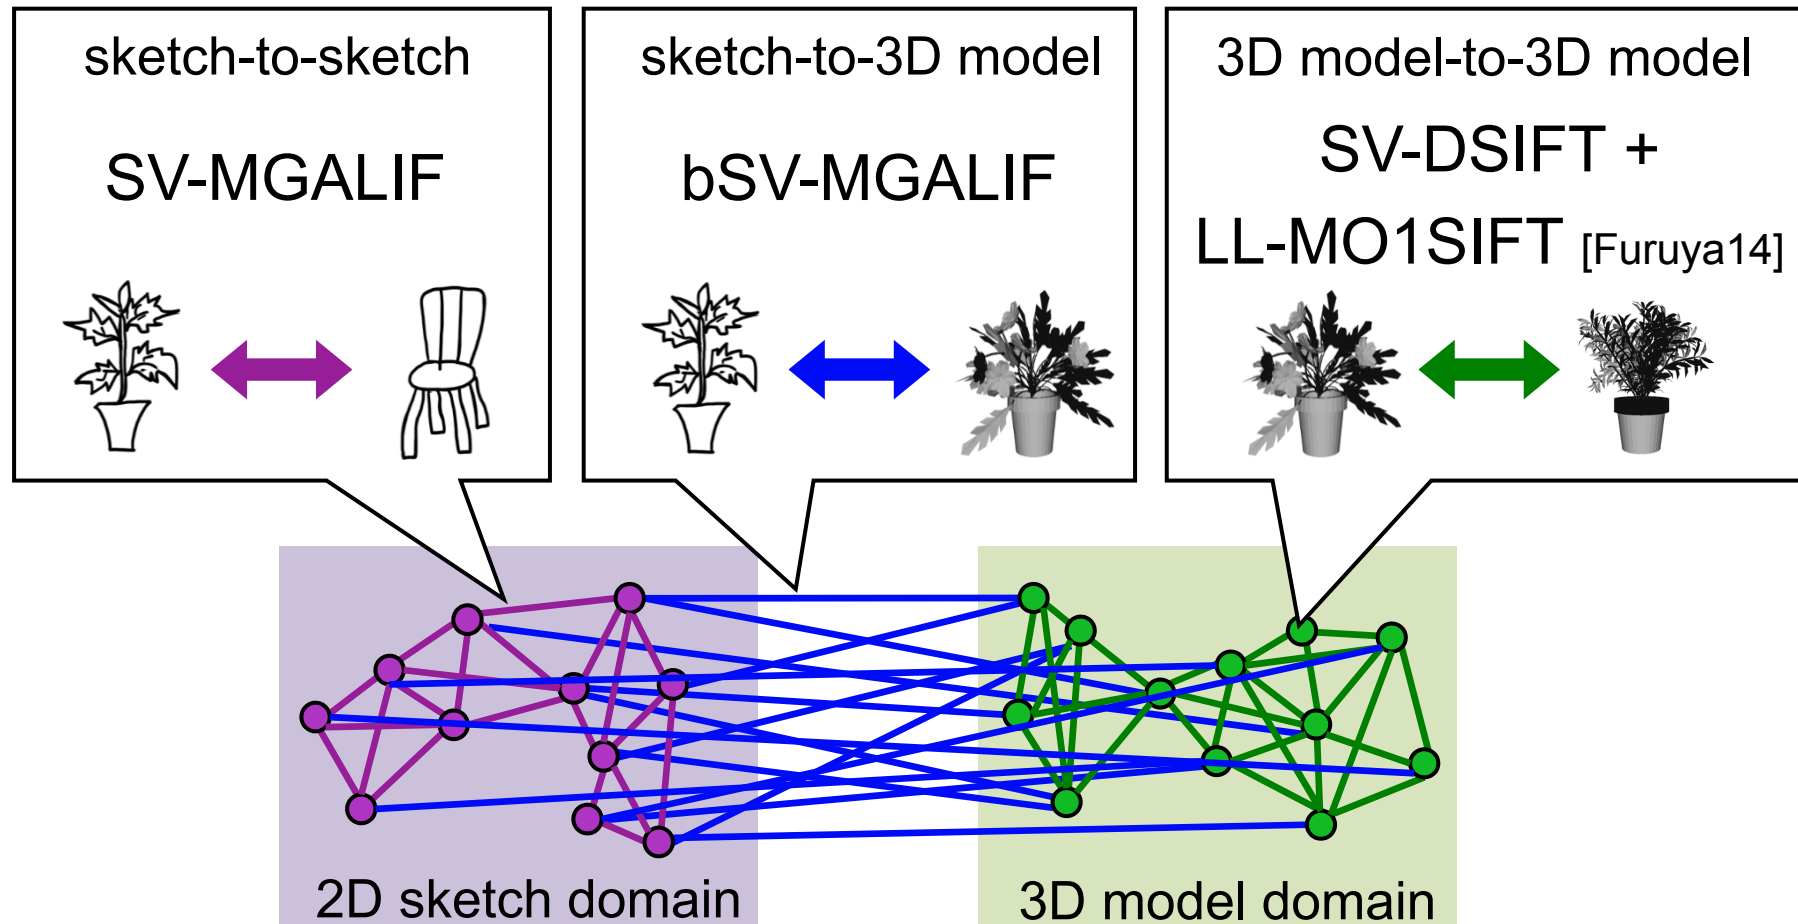 sketch-to-sketch
SV-MGALIF
sketch-to-3D model
bSV-MGALIF
3D model-to-3D model
SV-DSIFT +
LL-MO1SIFT [Furuya14]
2D sketch domain
3D model domain